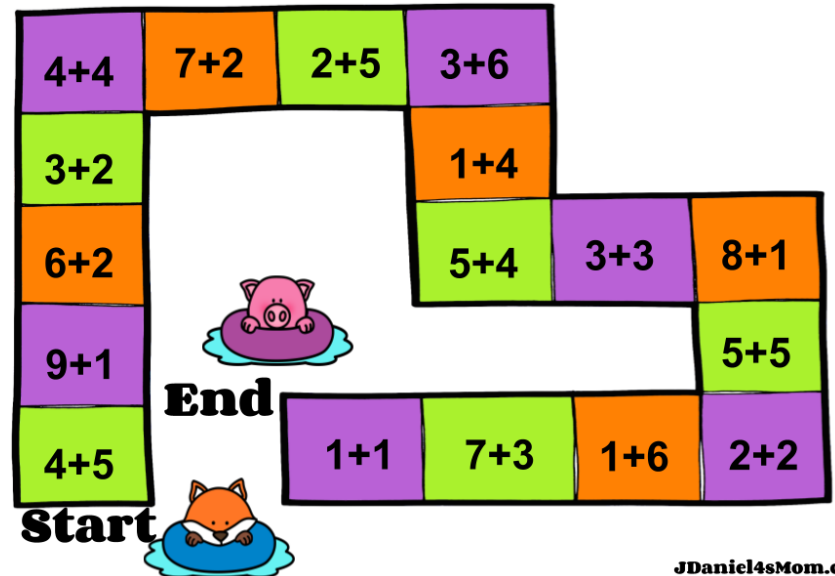 4+4 7+2 2+5 3+6
3+2 1+4
6+2 5+4 3+3 8+1
9+1 5+5
End
4+5 1+1 7+3 1+6 2+2
Start
JDaniel4sMom.c